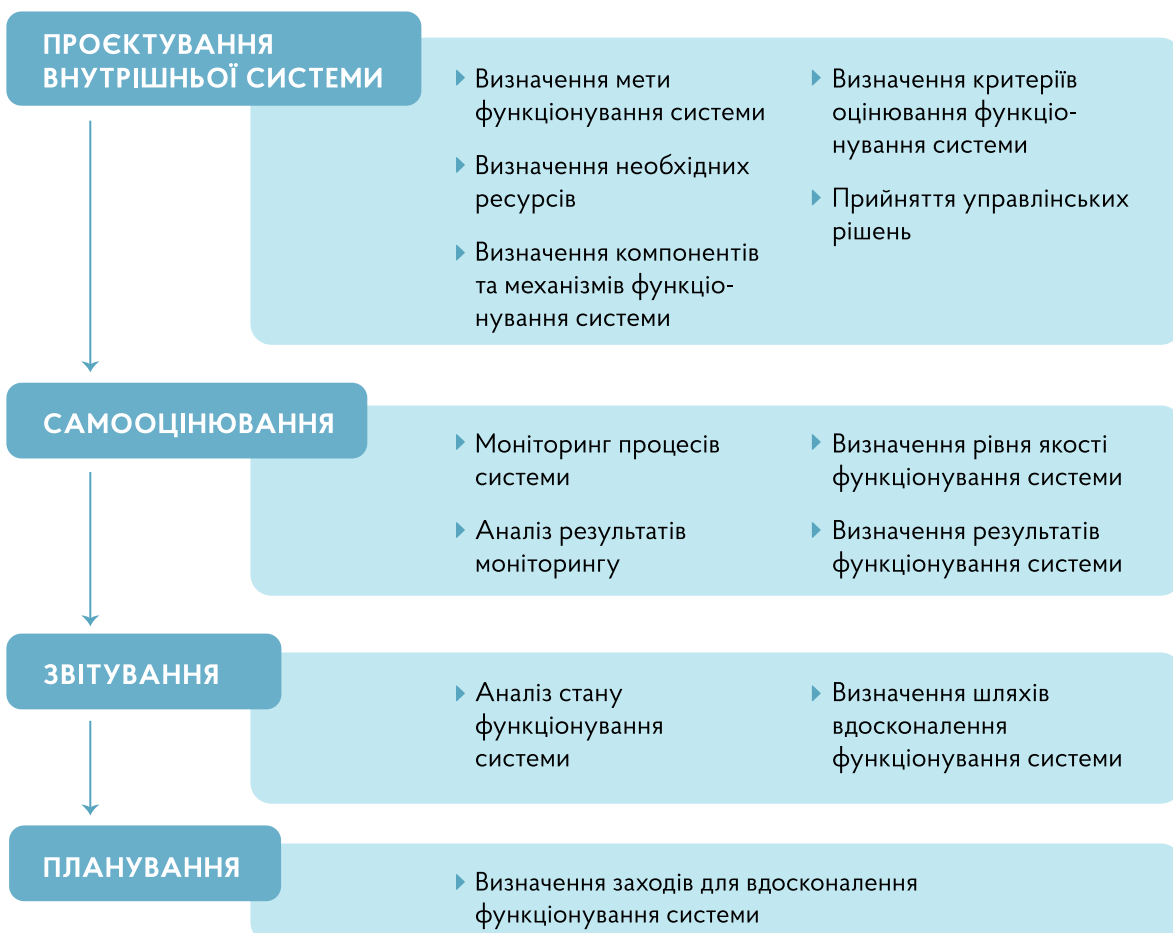 ПРОЄКТУВАННЯ
ВНУТРІШНЬОЇ СИСТЕМИ
Визначення мети
функціонування системи
Визначення необхідних
ресурсів
Визначення компонентів
та механізмів функціо-
нування системи
Визначення критеріїв
оцінювання функціо-
нування системи
Прийняття управлінських
рішень
САМООЦІНЮВАННЯ
Моніторинг процесів
системи
Аналіз результатів
моніторингу
Визначення рівня якості
функціонування системи
Визначення результатів
функціонування системи
ЗВІТУВАННЯ
Аналіз стану
функціонування
системи
Визначення шляхів
вдосконалення
функціонування системи
ПЛАНУВАННЯ
Визначення заходів для вдосконалення
функціонування системи